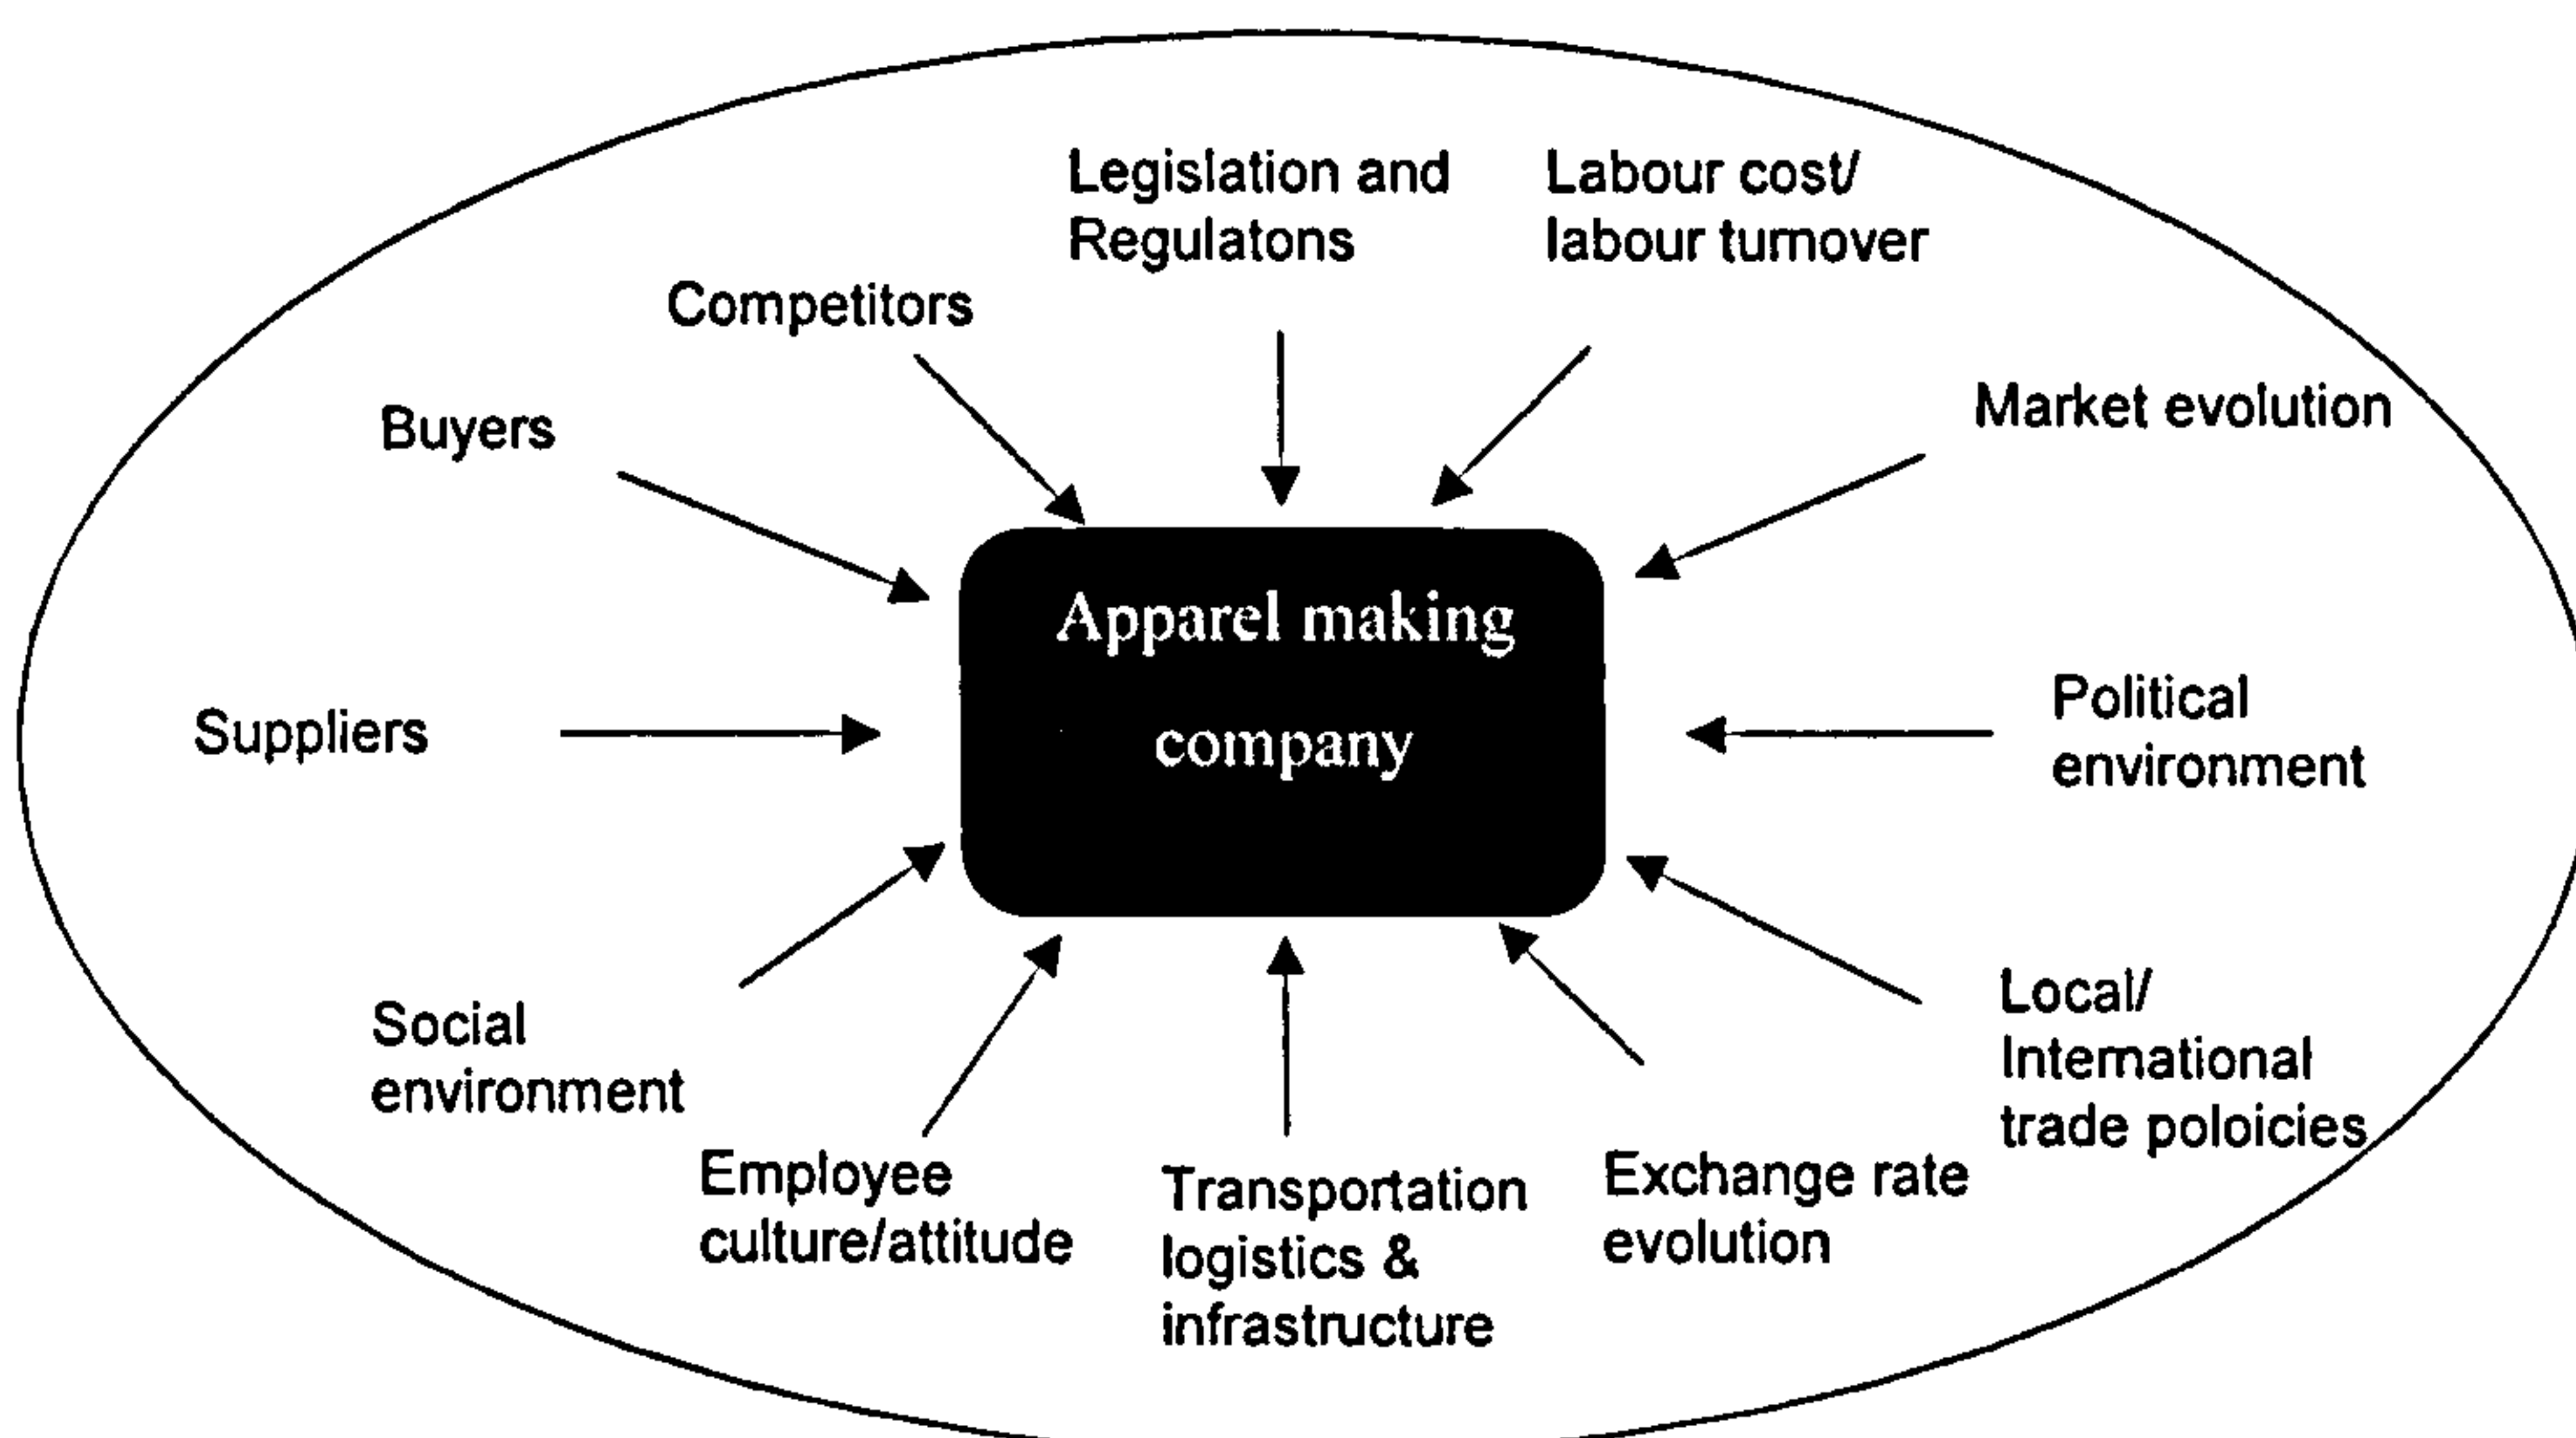 Legislation and
Regulatons
Labour cost/
labour turnover
Competitors
Market evolution
Buyers
Apparel making
company
Political
environment
Suppliers
Local/
International
trade poloicies
Social
environment
Employee
culture/attitude
Transportation
logistics &
infrastructure
Exchange rate
evolution